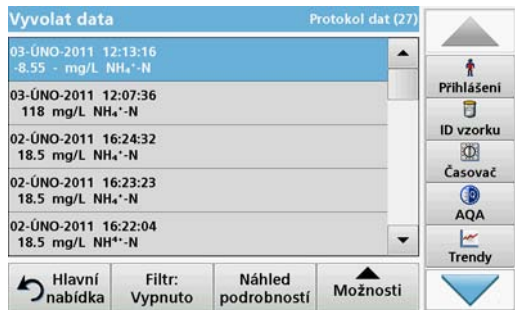 Vyvolat data
Protokol dat (27)
03-ÚNO-2011 12:13:16
-8.55 - mg/L NH₄⁺-N
03-ÚNO-2011 12:07:36
118 mg/L NH₄⁺-N
02-ÚNO-2011 16:24:32
18.5 mg/L NH₄⁺-N
02-ÚNO-2011 16:23:23
18.5 mg/L NH₄⁺-N
02-ÚNO-2011 16:22:04
18.5 mg/L NH⁴⁺-N
Přihlášení
ID vzorku
Časovač
AQA
Trendy
Hlavní
nabídka
Filtr:
Vypnuto
Náhled
podrobností
Možnosti